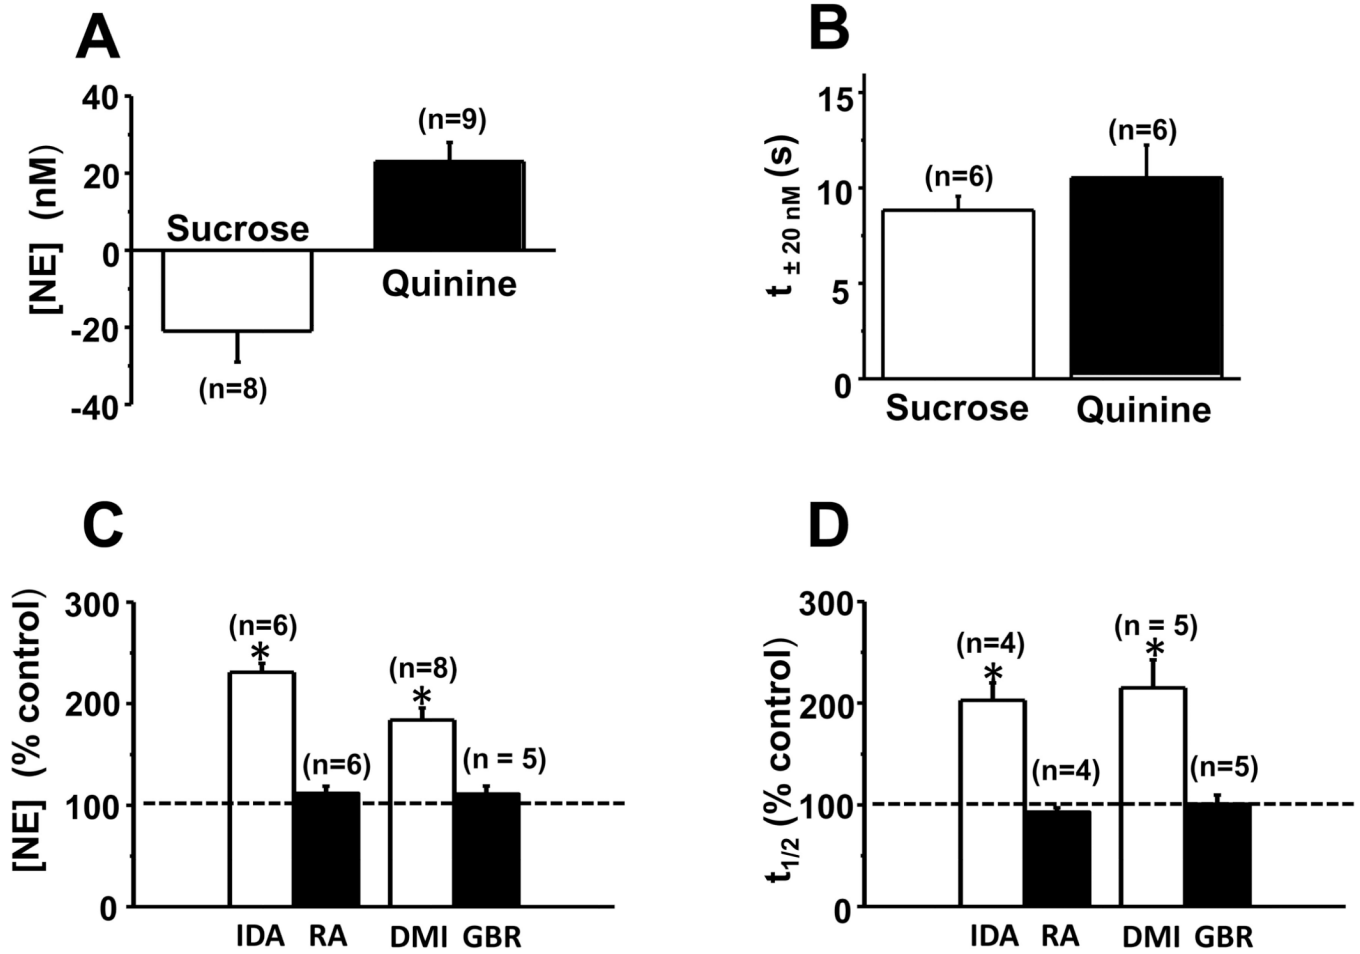 A
[NE] (nM)
40
20
0
-20
-40
(n=9)
Sucrose
Quinine
(n=8)
B
t ± 20 nM (s)
15
10
5
0
(n=6)
(n=6)
Sucrose
Quinine
C
[NE] (% control)
300
200
100
0
(n=6)
*
(n=8)
*
(n=6)
(n = 5)
IDA RA DMI GBR
D
t1/2 (% control)
300
200
100
0
(n = 5)
*
(n=4)
*
(n=4)
(n=5)
IDA RA DMI GBR